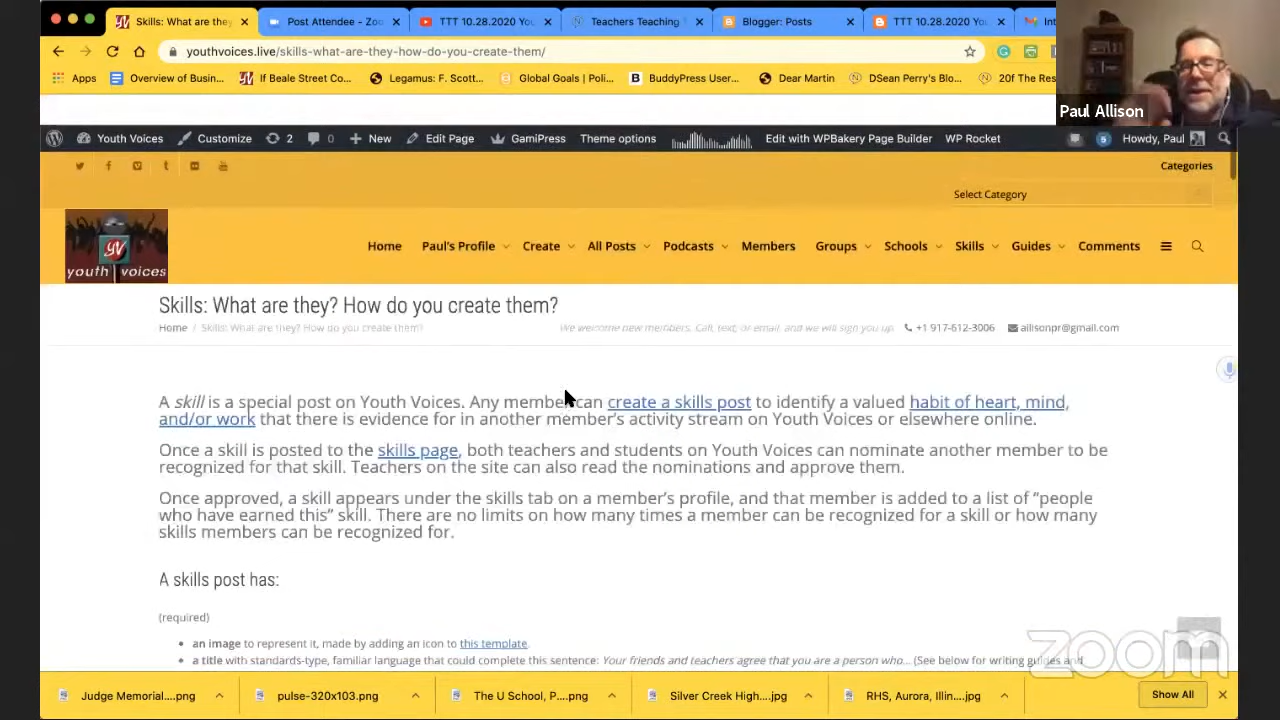 Skills: What are they
Post Attendee - Zoo
TTT 10.28.2020 You
Teachers Teaching
Blogger: Posts
TTT 10.28.2020 You
youthvoices.live/skills-what-are-they-how-do-you-create-them/
Apps
Overview of Busin...
If Beale Street Co...
Legamus: F. Scott...
Global Goals | Poli...
BuddyPress User...
Dear Martin
DSean Perry's Blo...
20f The Res
Paul Allison
Youth Voices
Customize
2
0
New
Edit Page
GamiPress
Theme options
Edit with WPBakery Page Builder
WP Rocket
5
Howdy, Paul
Categories
Select Category
YV
youth voices
Home
Paul's Profile
Create
All Posts
Podcasts
Members
Groups
Schools
Skills
Guides
Comments
Skills: What are they? How do you create them?
Home / Skills: What are they? How do you create them?
We welcome new members. Call, text, or email, and we will sign you up.
+1 917-612-3006
allisonpr@gmail.com
A skill is a special post on Youth Voices. Any member can create a skills post to identify a valued habit of heart, mind,
and/or work that there is evidence for in another member's activity stream on Youth Voices or elsewhere online.
Once a skill is posted to the skills page, both teachers and students on Youth Voices can nominate another member to be
recognized for that skill. Teachers on the site can also read the nominations and approve them.
Once approved, a skill appears under the skills tab on a member's profile, and that member is added to a list of “people
who have earned this” skill. There are no limits on how many times a member can be recognized for a skill or how many
skills members can be recognized for.
A skills post has:
(required)
• an image to represent it, made by adding an icon to this template.
• a title with standards-type, familiar language that could complete this sentence: Your friends and teachers agree that you are a person who... (See below for writing guides and
zoom
Judge Memorial....png
pulse-320x103.png
The U School, P....png
Silver Creek High....jpg
RHS, Aurora, Illin....jpg
Show All